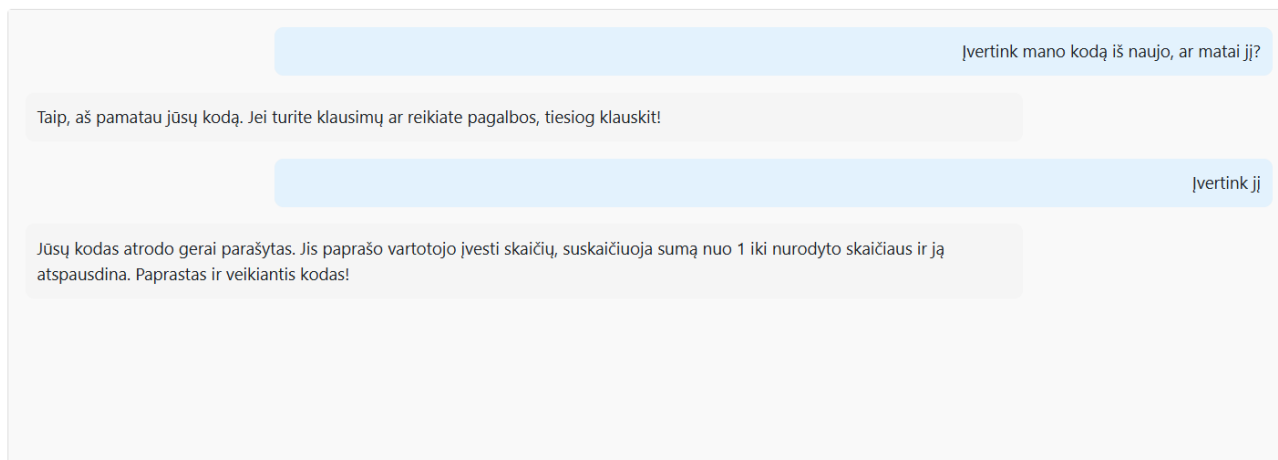 Įvertink mano kodą iš naujo, ar matai jį?
Taip, aš pamatau jūsų kodą. Jei turite klausimų ar reikiate pagalbos, tiesiog klauskit!
Įvertink jį
Jūsų kodas atrodo gerai parašytas. Jis paprašo vartotojo įvesti skaičių, suskaičiuoja sumą nuo 1 iki nurodyto skaičiaus ir ją
atspausdina. Paprastas ir veikiantis kodas!